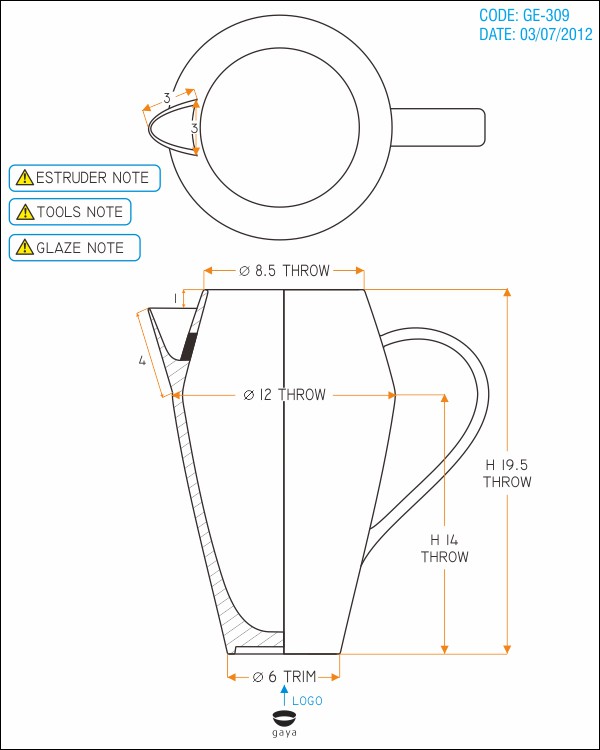 CODE: GE-309
DATE: 03/07/2012
3
3
ESTRUDER NOTE
TOOLS NOTE
GLAZE NOTE
Ø 8.5 THROW
1
4
Ø 12 THROW
H 19.5
THROW
H 14
THROW
Ø 6 TRIM
LOGO
gaya